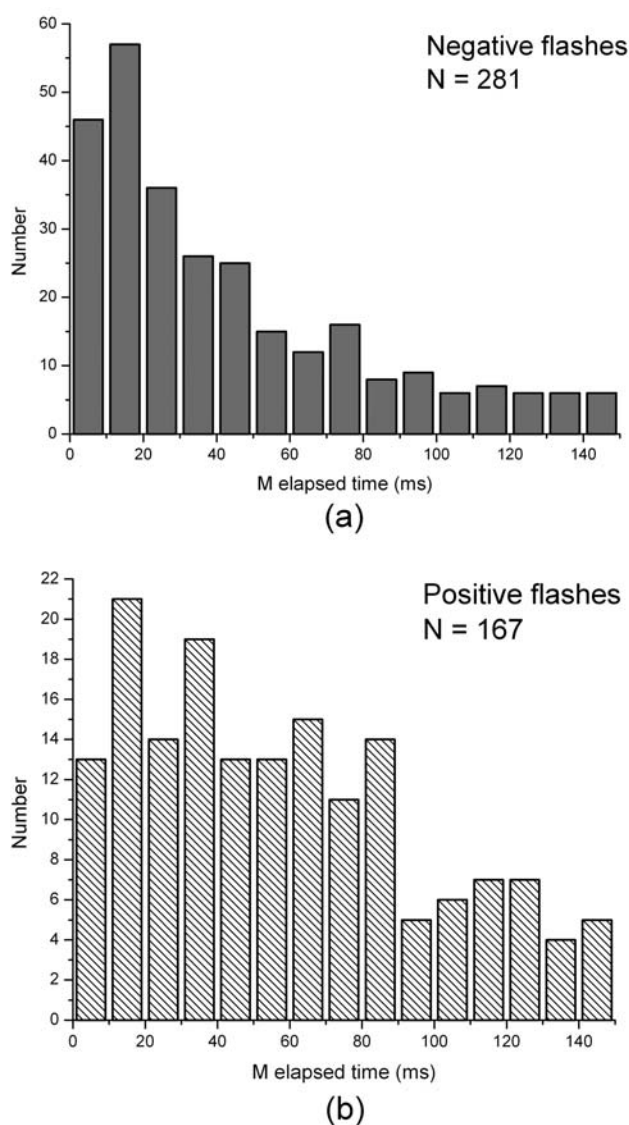 Negative flashes
N = 281
60
50
40
30
20
10
0
Number
0 20 40 60 80 100 120 140
M elapsed time (ms)
(a)
Positive flashes
N = 167
22
20
18
16
14
12
10
8
6
4
2
0
Number
0 20 40 60 80 100 120 140
M elapsed time (ms)
(b)